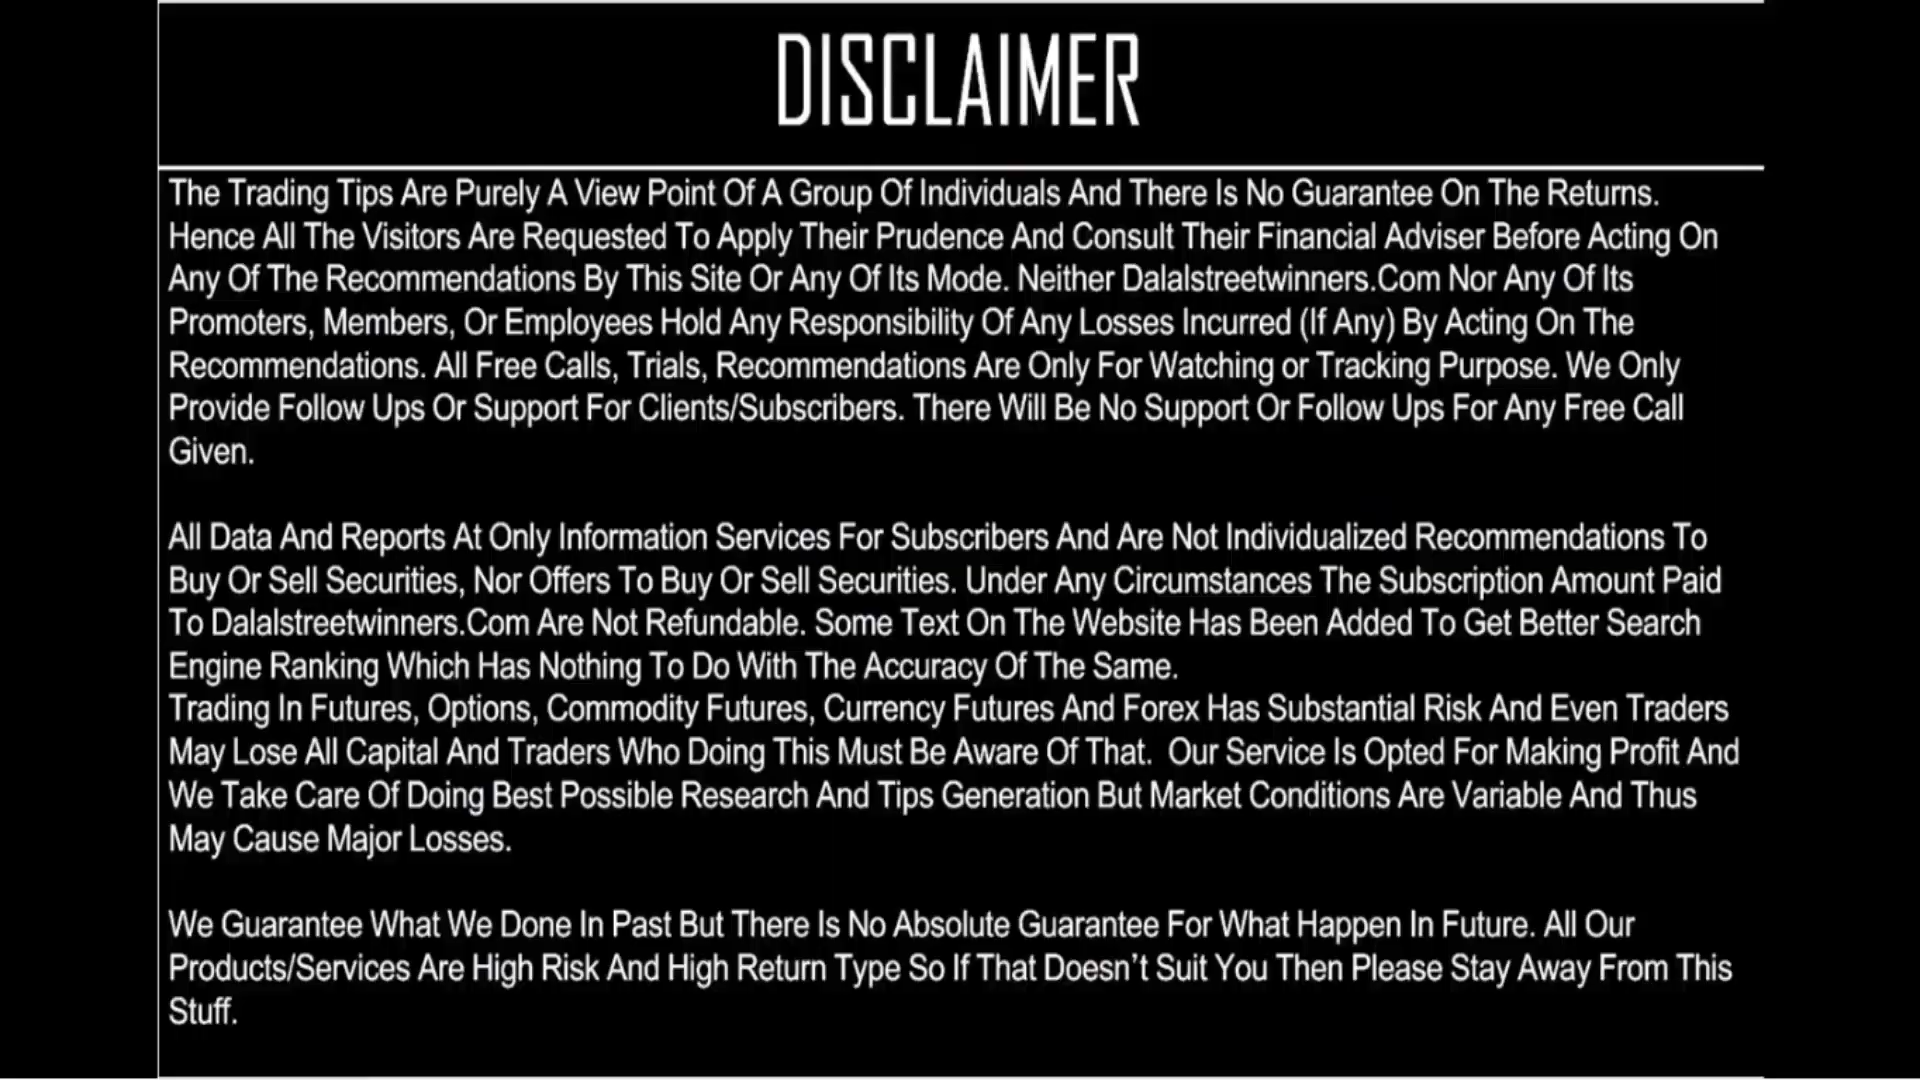 DISCLAIMER
The Trading Tips Are Purely A View Point Of A Group Of Individuals And There Is No Guarantee On The Returns.
Hence All The Visitors Are Requested To Apply Their Prudence And Consult Their Financial Adviser Before Acting On
Any Of The Recommendations By This Site Or Any Of Its Mode. Neither Dalalstreetwinners.Com Nor Any Of Its
Promoters, Members, Or Employees Hold Any Responsibility Of Any Losses Incurred (If Any) By Acting On The
Recommendations. All Free Calls, Trials, Recommendations Are Only For Watching or Tracking Purpose. We Only
Provide Follow Ups Or Support For Clients/Subscribers. There Will Be No Support Or Follow Ups For Any Free Call
Given.
All Data And Reports At Only Information Services For Subscribers And Are Not Individualized Recommendations To
Buy Or Sell Securities, Nor Offers To Buy Or Sell Securities. Under Any Circumstances The Subscription Amount Paid
To Dalalstreetwinners.Com Are Not Refundable. Some Text On The Website Has Been Added To Get Better Search
Engine Ranking Which Has Nothing To Do With The Accuracy Of The Same.
Trading In Futures, Options, Commodity Futures, Currency Futures And Forex Has Substantial Risk And Even Traders
May Lose All Capital And Traders Who Doing This Must Be Aware Of That.  Our Service Is Opted For Making Profit And
We Take Care Of Doing Best Possible Research And Tips Generation But Market Conditions Are Variable And Thus
May Cause Major Losses.
We Guarantee What We Done In Past But There Is No Absolute Guarantee For What Happen In Future. All Our
Products/Services Are High Risk And High Return Type So If That Doesn’t Suit You Then Please Stay Away From This
Stuff.